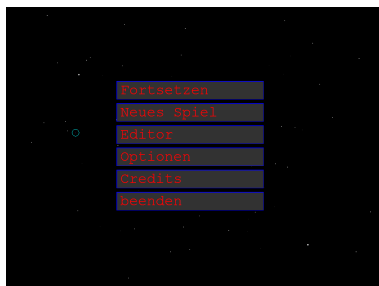 Fortsetzen
Neues Spiel
Editor
Optionen
Credits
beenden